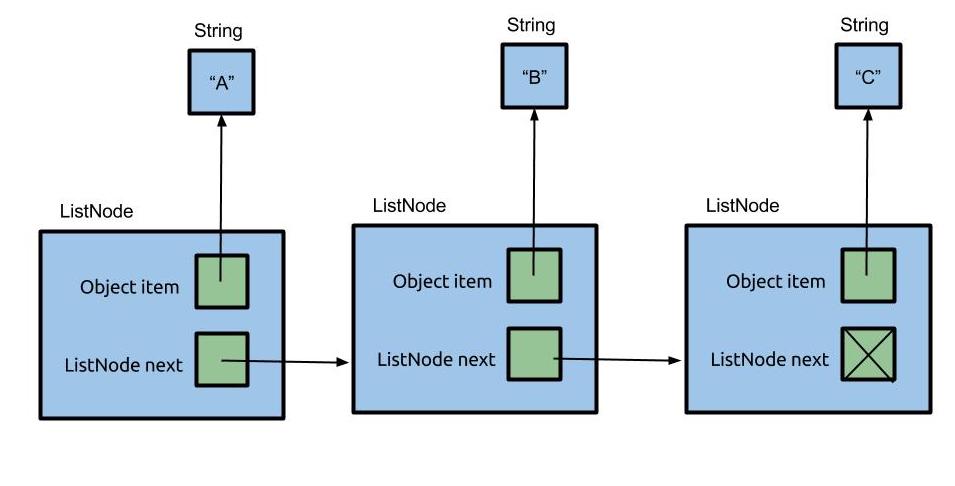 String
String
String
“A”
“B”
“C”
ListNode
ListNode
ListNode
Object item
Object item
Object item
ListNode next
ListNode next
ListNode next